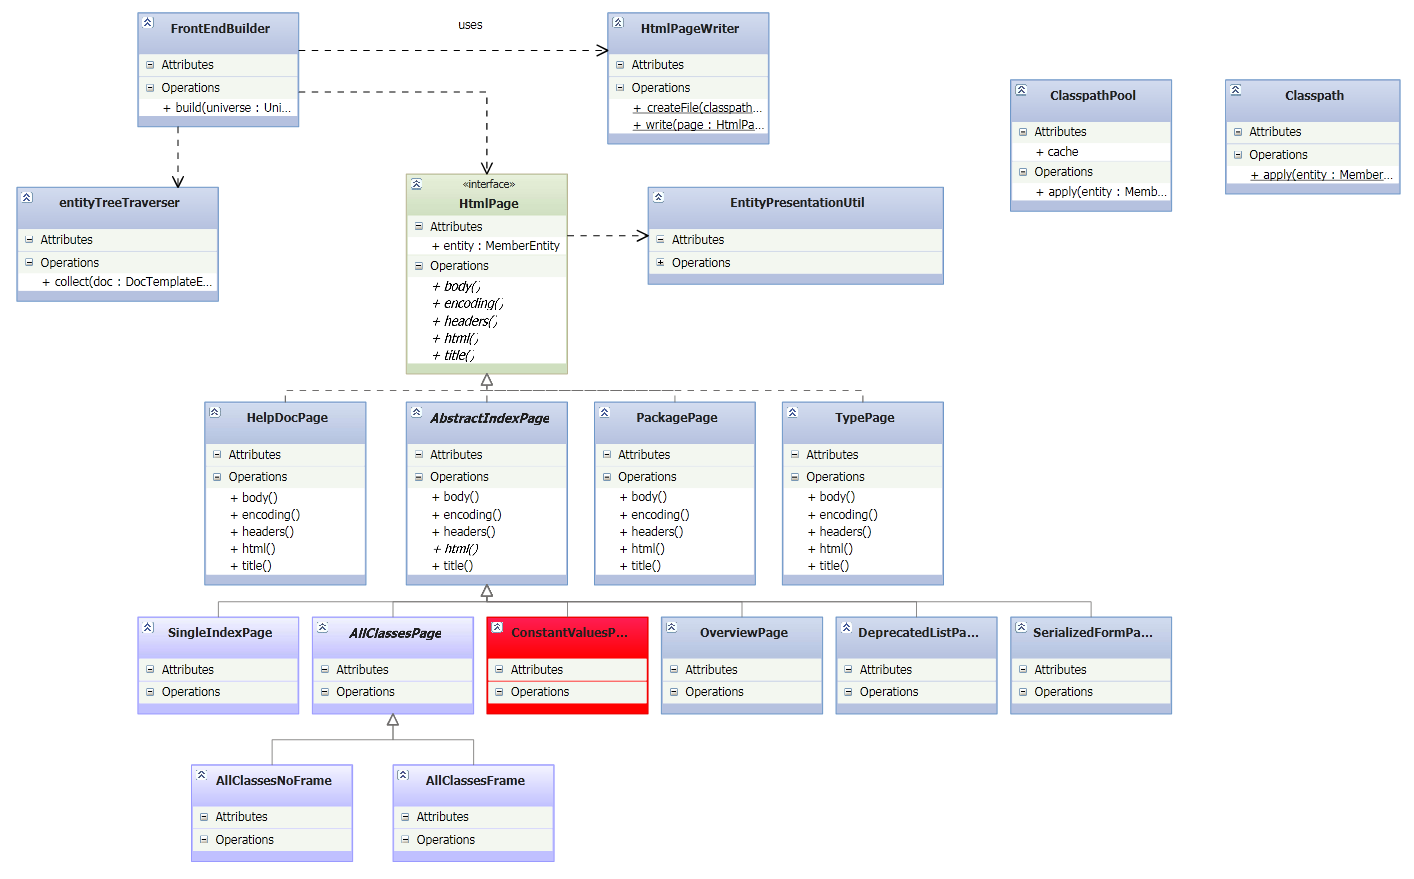 FrontEndBuilder
Attributes
Operations
+ build(universe : Uni...
uses
HtmlPageWriter
Attributes
Operations
+ createFile(classpath...
+ write(page : HtmlPa...
ClasspathPool
Attributes
+ cache
Operations
+ apply(entity : Memb...
Classpath
Attributes
Operations
+ apply(entity : Member...
entityTreeTraverser
Attributes
Operations
+ collect(doc : DocTemplateE...
«interface»
HtmlPage
Attributes
+ entity : MemberEntity
Operations
+ body()
+ encoding()
+ headers()
+ html()
+ title()
EntityPresentationUtil
Attributes
Operations
HelpDocPage
Attributes
Operations
+ body()
+ encoding()
+ headers()
+ html()
+ title()
AbstractIndexPage
Attributes
Operations
+ body()
+ encoding()
+ headers()
+ html()
+ title()
PackagePage
Attributes
Operations
+ body()
+ encoding()
+ headers()
+ html()
+ title()
TypePage
Attributes
Operations
+ body()
+ encoding()
+ headers()
+ html()
+ title()
SingleIndexPage
Attributes
Operations
AllClassesPage
Attributes
Operations
ConstantValuesP...
Attributes
Operations
OverviewPage
Attributes
Operations
DeprecatedListPa...
Attributes
Operations
SerializedFormPa...
Attributes
Operations
AllClassesNoFrame
Attributes
Operations
AllClassesFrame
Attributes
Operations